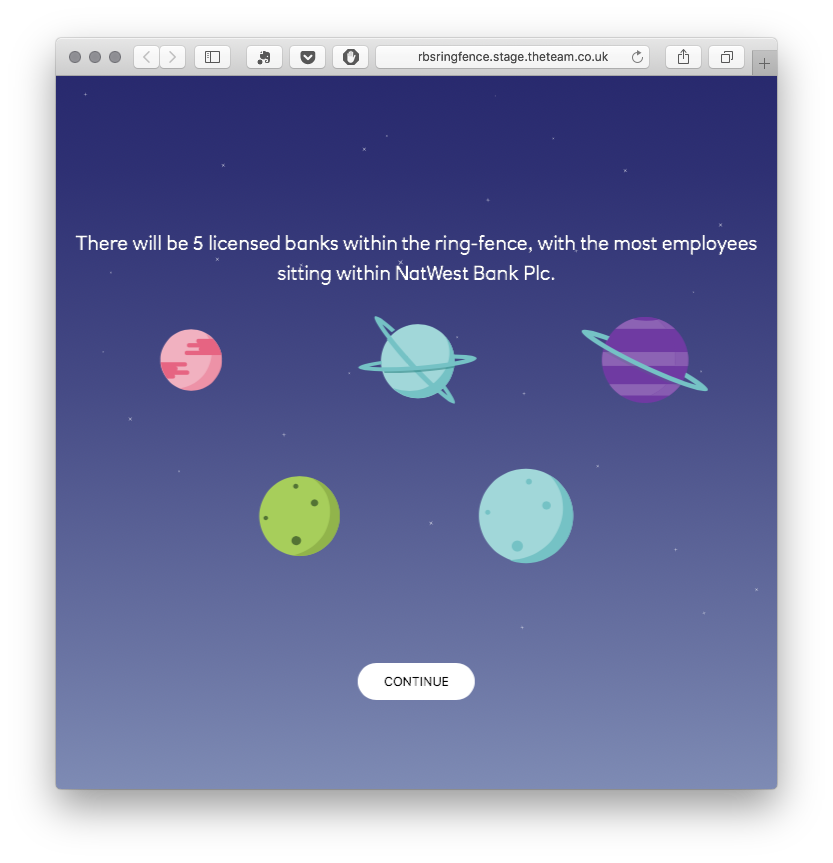 rbsringfence.stage.theteam.co.uk
There will be 5 licensed banks within the ring-fence, with the most employees
sitting within NatWest Bank Plc.
CONTINUE